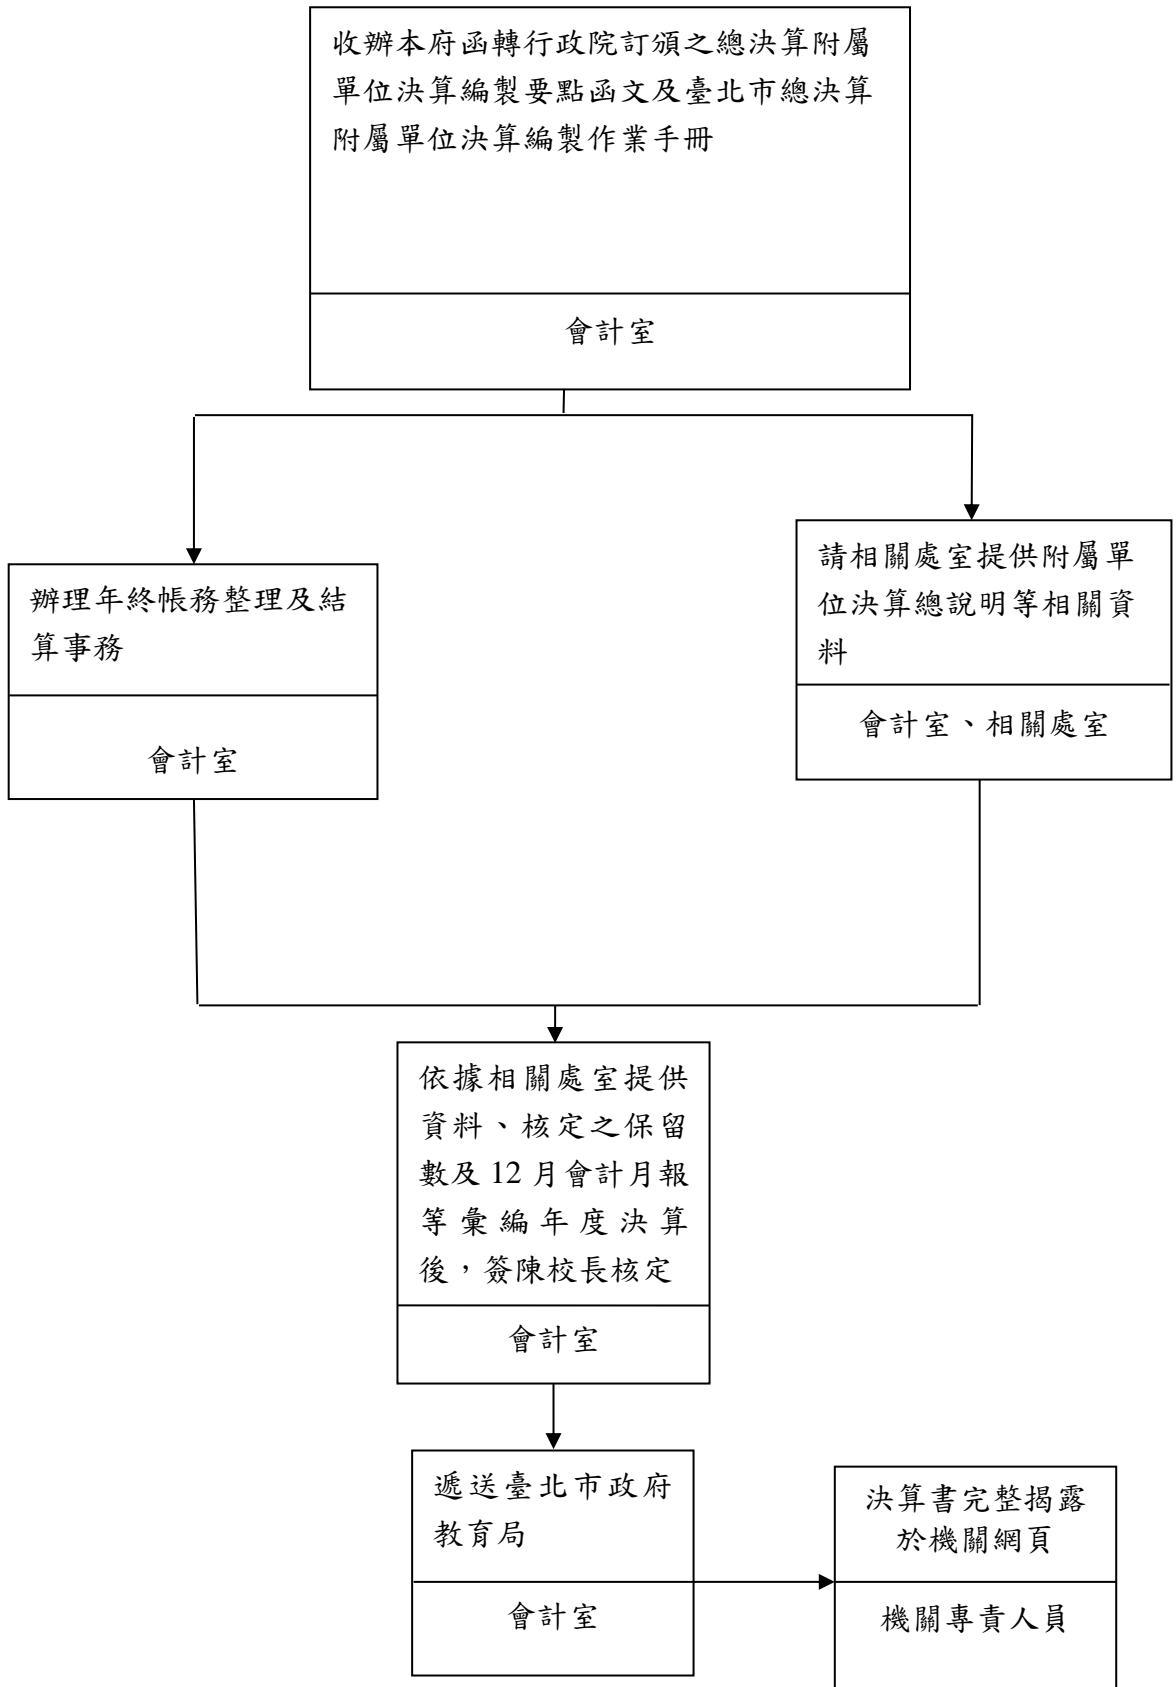 收辦本府函轉行政院訂頒之總決算附屬
單位決算編製要點函文及臺北市總決算
附屬單位決算編製作業手冊
會計室
辦理年終帳務整理及結
算事務
會計室
請相關處室提供附屬單
位決算總說明等相關資
料
會計室、相關處室
依據相關處室提供
資料、核定之保留
數及 12 月會計月報
等彙編年度決算
後，簽陳校長核定
會計室
遞送臺北市政府
教育局
會計室
決算書完整揭露
於機關網頁
機關專責人員